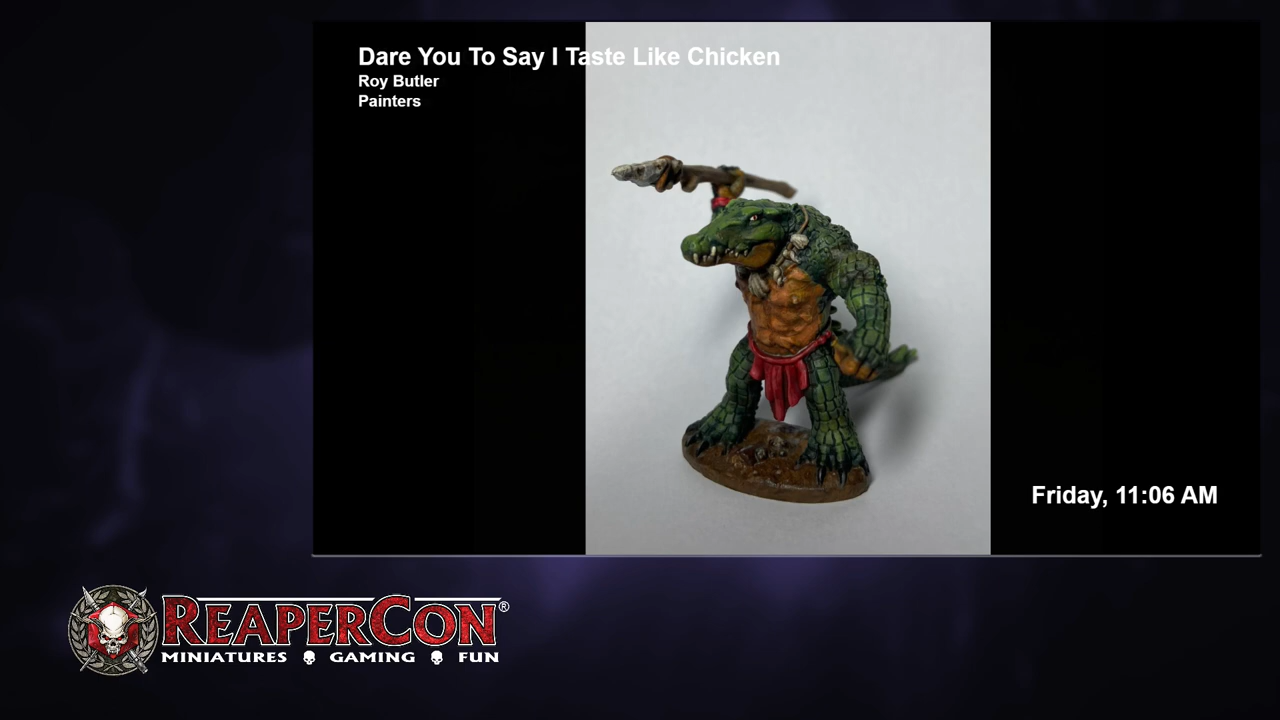 Dare You To Say I Taste Like Chicken
Roy Butler
Painters
Friday, 11:06 AM
REAPERCON®
MINIATURES GAMING FUN